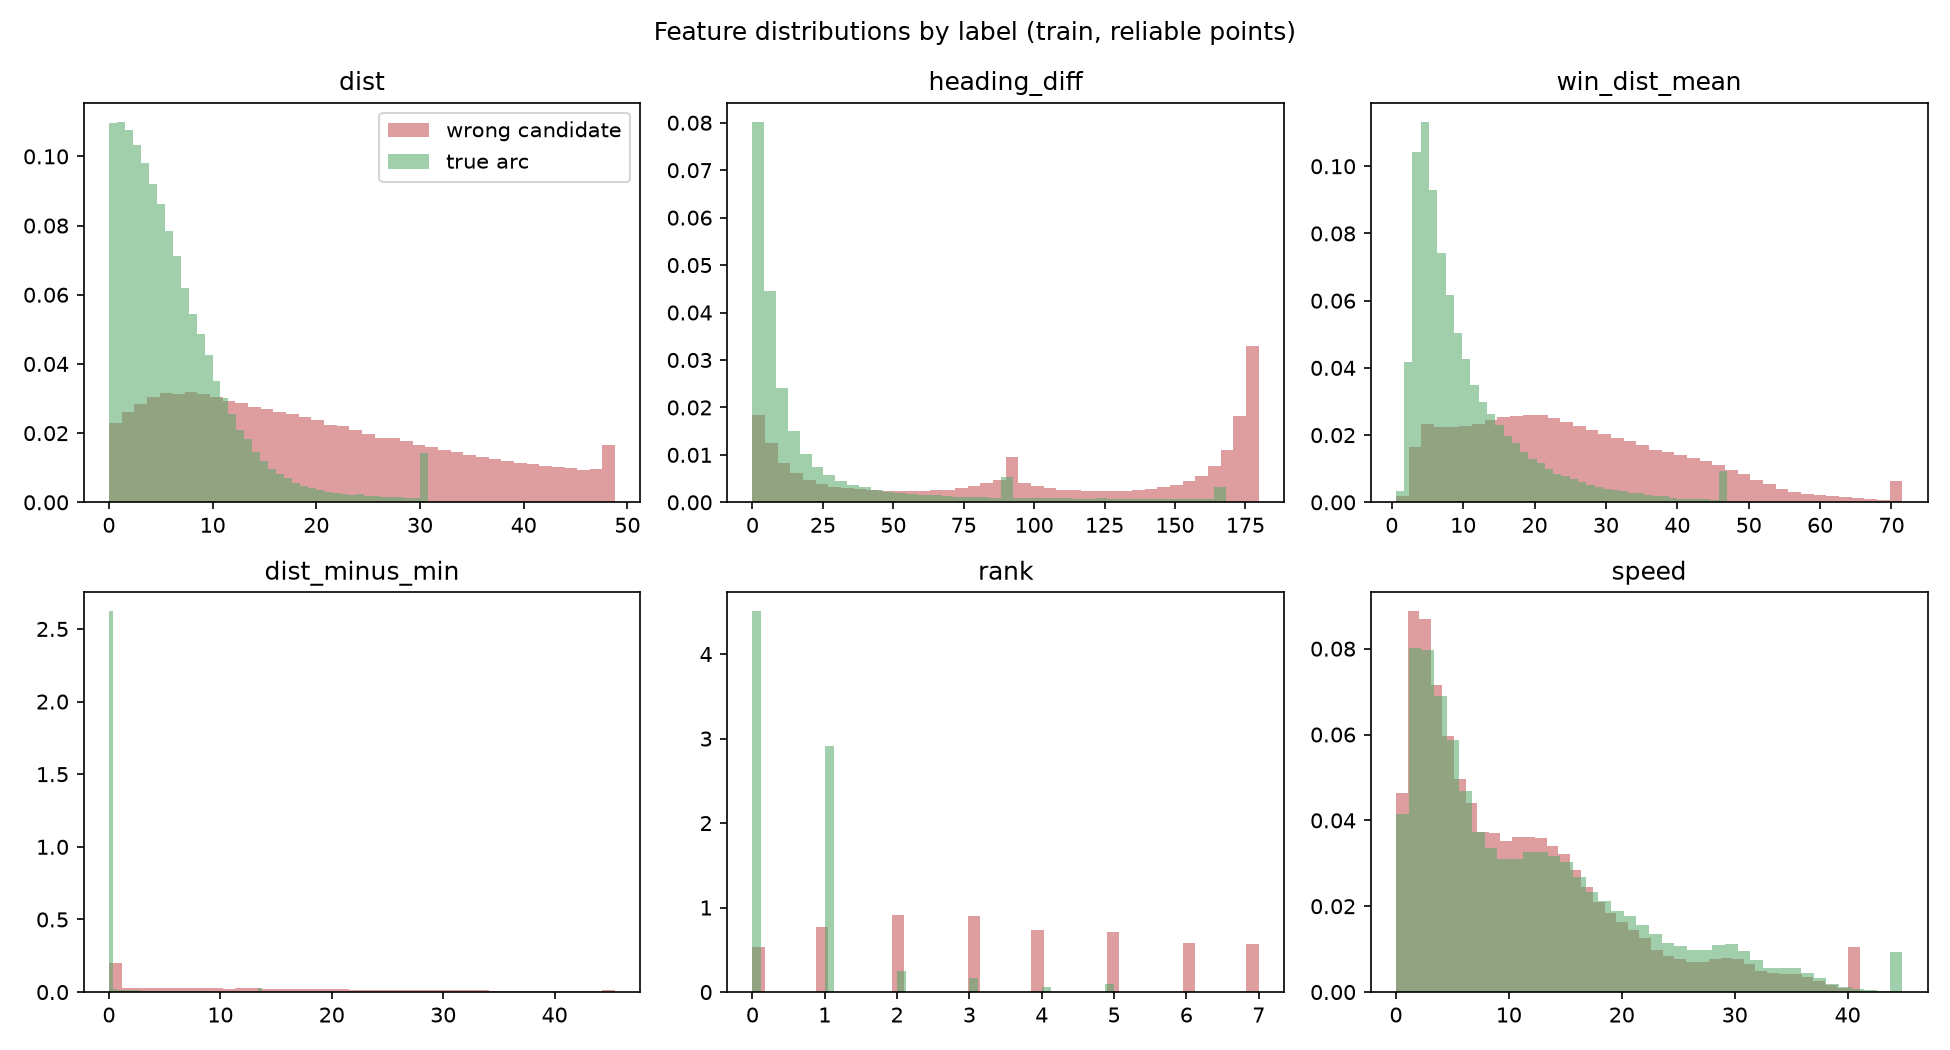 Feature distributions by label (train, reliable points)
dist
heading_diff
win_dist_mean
0.10
0.08
0.06
0.04
0.02
0.00
wrong candidate
true arc
0 10 20 30 40 50
0.08
0.07
0.06
0.05
0.04
0.03
0.02
0.01
0.00
0 25 50 75 100 125 150 175
0.10
0.08
0.06
0.04
0.02
0.00
0 10 20 30 40 50 60 70
dist_minus_min
rank
speed
2.5
2.0
1.5
1.0
0.5
0.0
0 10 20 30 40
4
3
2
1
0
0 1 2 3 4 5 6 7
0.08
0.06
0.04
0.02
0.00
0 10 20 30 40